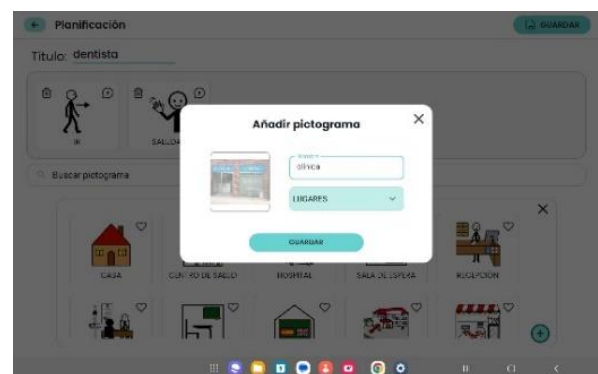 Planificación
GUARDAR
Título: dentista
IR
Añadir pictograma
Nombre
clínica
LUGARES
GUARDAR
Buscar pictograma
CASA
CENTRO DE SALUD
HOSPITAL
SALA DE ESPERA
RECEPCIÓN